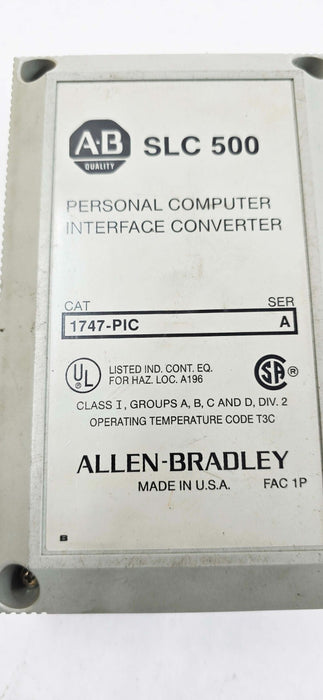 A·B
QUALITY
SLC 500
PERSONAL COMPUTER
INTERFACE CONVERTER
CAT SER
1747-PIC A
UL LISTED IND. CONT. EQ.
FOR HAZ. LOC. A196
SA ®
CLASS I, GROUPS A, B, C AND D, DIV. 2
OPERATING TEMPERATURE CODE T3C
ALLEN-BRADLEY
MADE IN U.S.A. FAC 1P